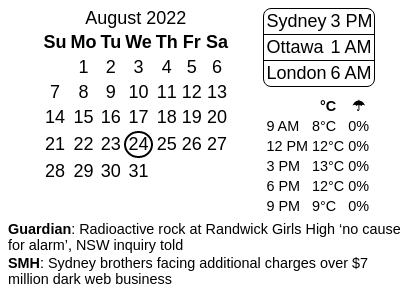 August 2022
Su Mo Tu We Th Fr Sa
1 2 3 4 5 6
7 8 9 10 11 12 13
14 15 16 17 18 19 20
21 22 23 24 25 26 27
28 29 30 31
Sydney 3 PM
Ottawa 1 AM
London 6 AM
°C ☂
9 AM 8°C 0%
12 PM 12°C 0%
3 PM 13°C 0%
6 PM 12°C 0%
9 PM 9°C 0%
Guardian: Radioactive rock at Randwick Girls High ‘no cause
for alarm’, NSW inquiry told
SMH: Sydney brothers facing additional charges over $7
million dark web business